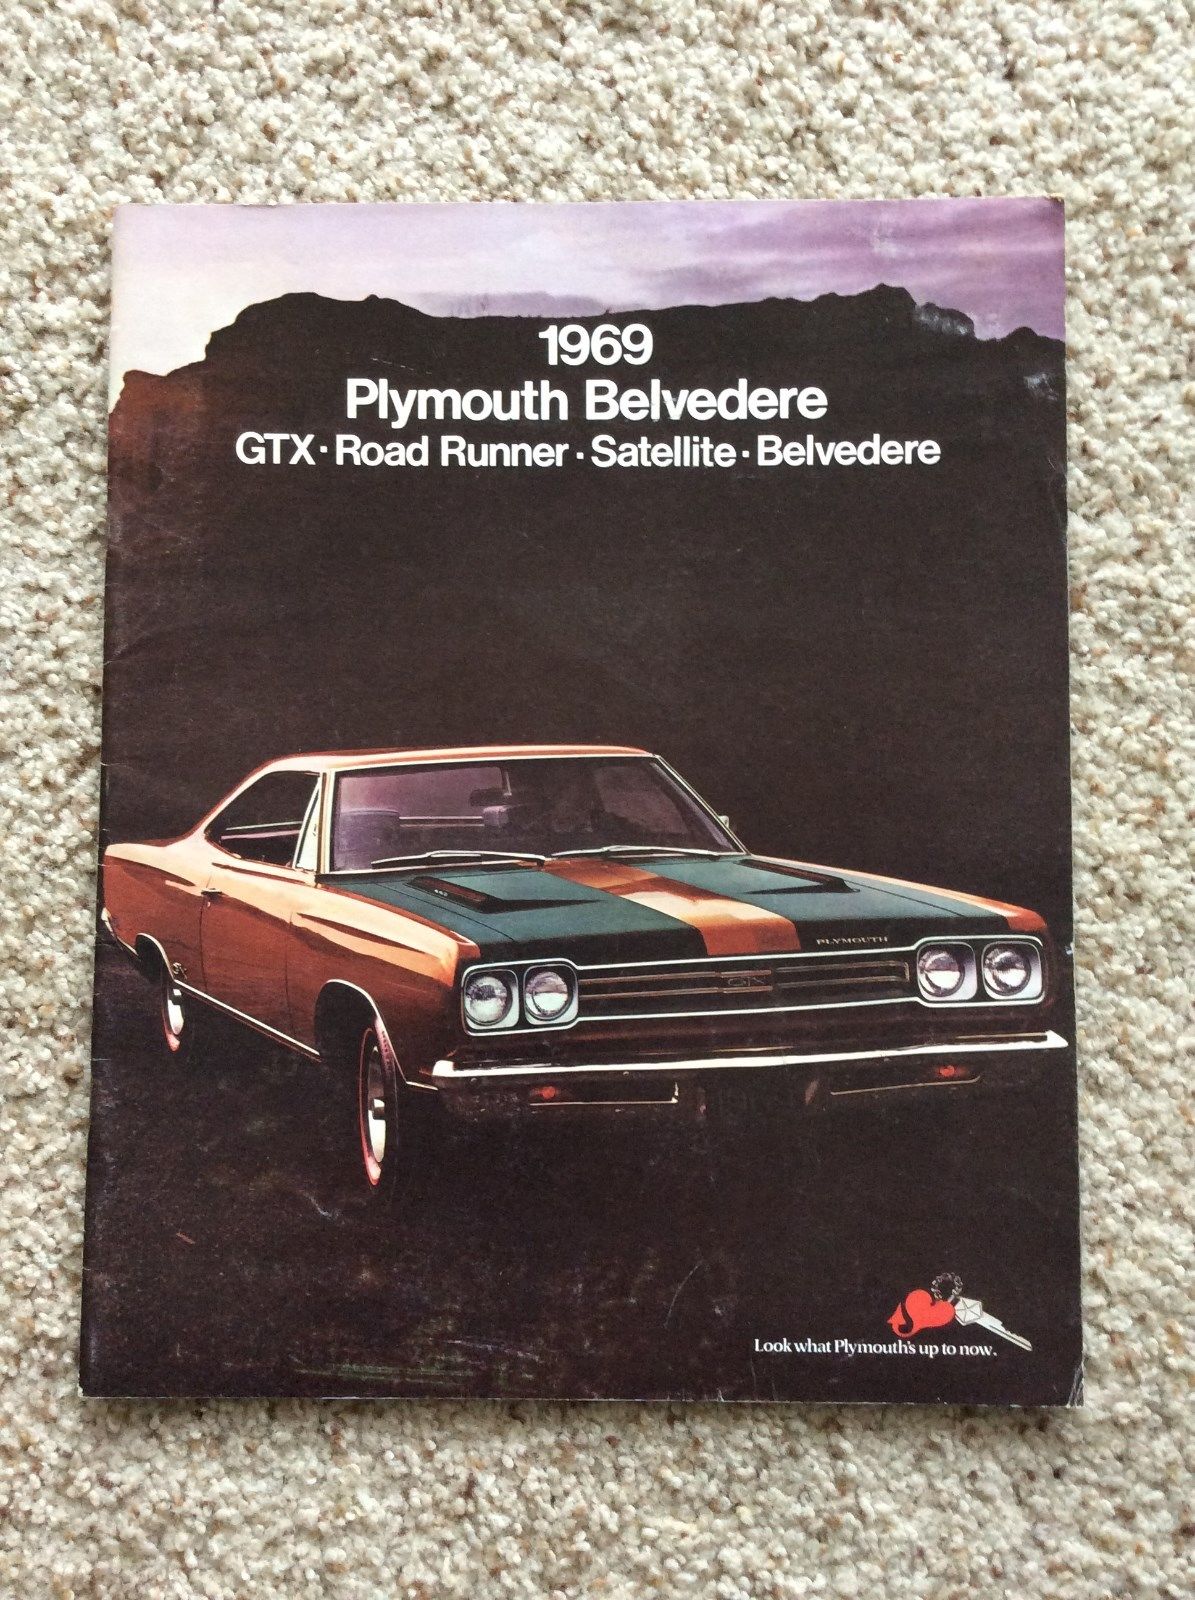 1969
Plymouth Belvedere
GTX · Road Runner · Satellite · Belvedere
PLYMOUTH
GTX
Look what Plymouth's up to now.